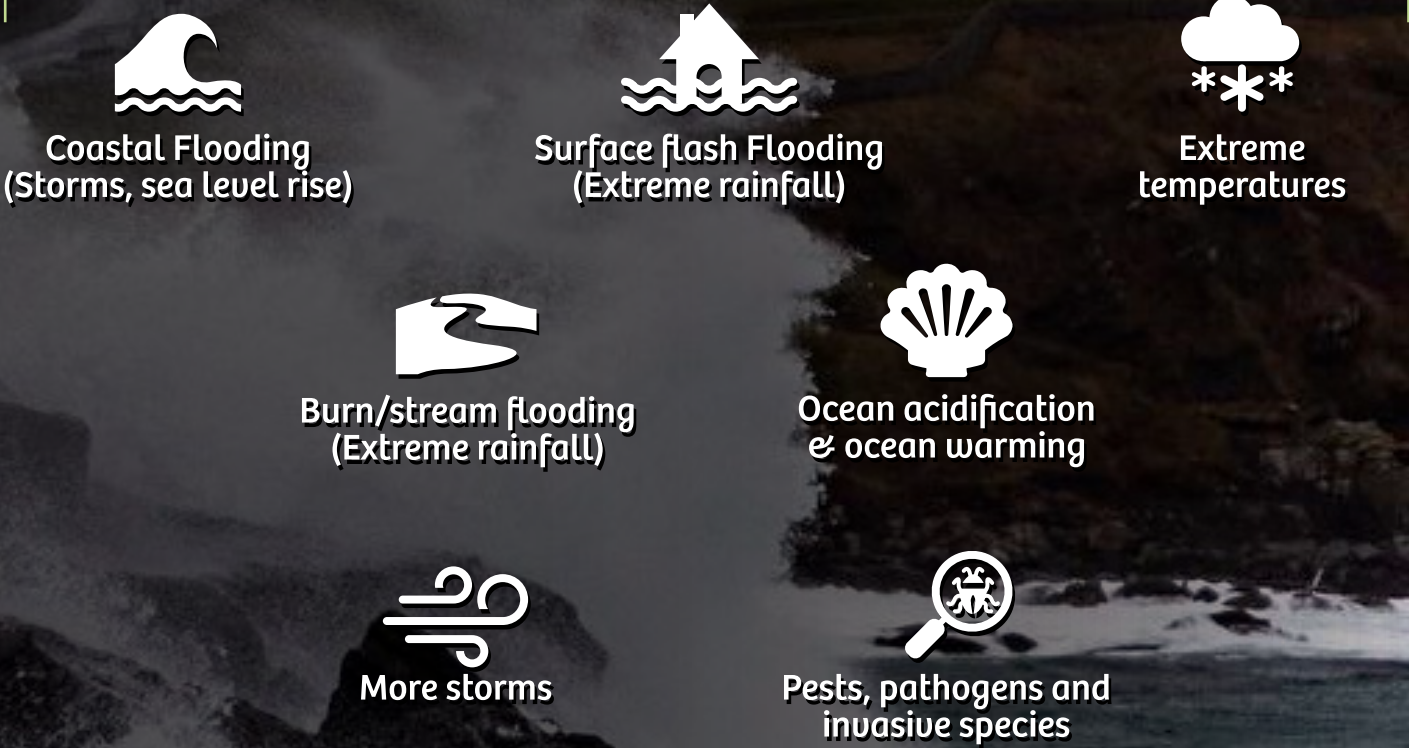 Coastal Flooding
(Storms, sea level rise)
Surface flash Flooding
(Extreme rainfall)
Extreme
temperatures
Burn/stream flooding
(Extreme rainfall)
Ocean acidification
& ocean warming
More storms
Pests, pathogens and
invasive species